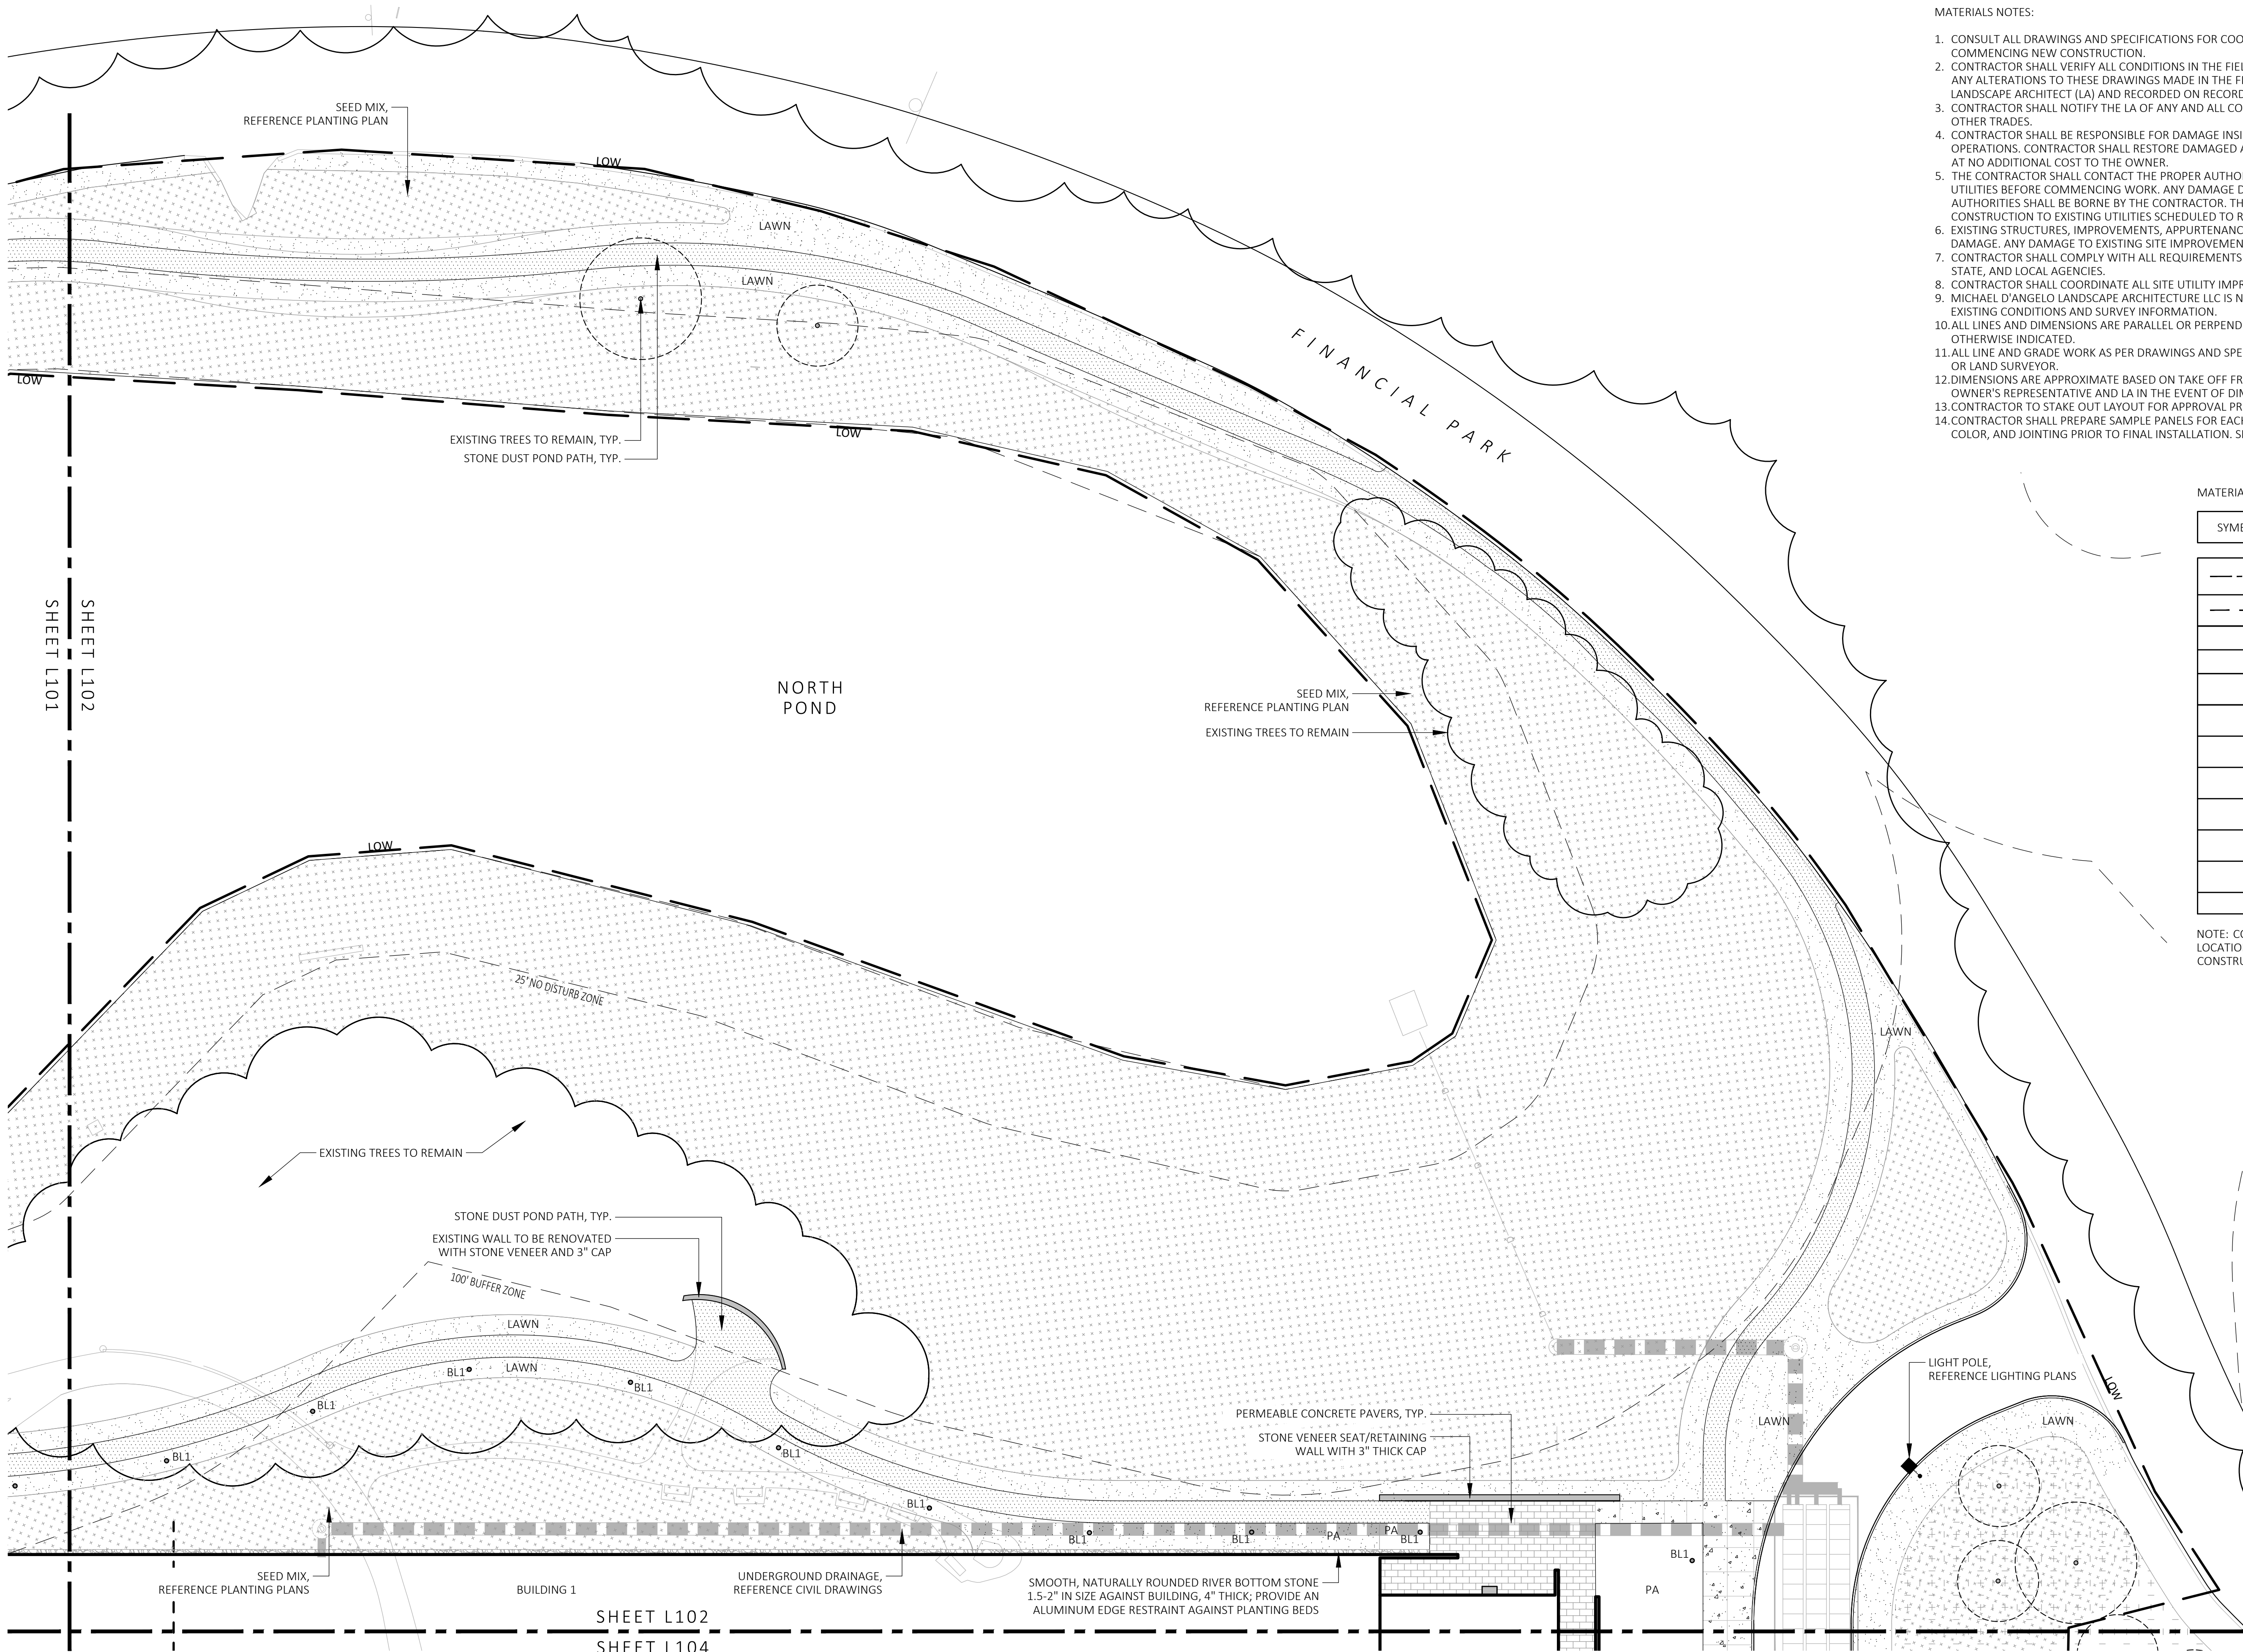 MATERIALS NOTES:
1. CONSULT ALL DRAWINGS AND SPECIFICATIONS FOR
COMMENCING NEW CONSTRUCTION.
2. CONTRACTOR SHALL VERIFY ALL CONDITIONS IN THE
ANY ALTERATIONS TO THESE DRAWINGS MADE IN THE
LANDSCAPE ARCHITECT (LA) AND RECORDED ON
3. CONTRACTOR SHALL NOTIFY THE LA OF ANY AND ALL
OTHER TRADES.
4. CONTRACTOR SHALL BE RESPONSIBLE FOR DAMAGE
OPERATIONS. CONTRACTOR SHALL RESTORE DAMAGED
AT NO ADDITIONAL COST TO THE OWNER.
5. THE CONTRACTOR SHALL CONTACT THE PROPER
UTILITIES BEFORE COMMENCING WORK. ANY DAMAGE
AUTHORITIES SHALL BE BORNE BY THE CONTRACTOR.
CONSTRUCTION TO EXISTING UTILITIES SCHEDULED TO
6. EXISTING STRUCTURES, IMPROVEMENTS,
DAMAGE. ANY DAMAGE TO EXISTING SITE
7. CONTRACTOR SHALL COMPLY WITH ALL REQUIREMENTS
STATE, AND LOCAL AGENCIES.
8. CONTRACTOR SHALL COORDINATE ALL SITE UTILITY
9. MICHAEL D'ANGELO LANDSCAPE ARCHITECTURE LLC IS
EXISTING CONDITIONS AND SURVEY INFORMATION.
10. ALL LINES AND DIMENSIONS ARE PARALLEL OR
OTHERWISE INDICATED.
11. ALL LINE AND GRADE WORK AS PER DRAWINGS AND
OR LAND SURVEYOR.
12. DIMENSIONS ARE APPROXIMATE BASED ON TAKE OFF
OWNER'S REPRESENTATIVE AND LA IN THE EVENT OF
13. CONTRACTOR TO STAKE OUT LAYOUT FOR APPROVAL
14. CONTRACTOR SHALL PREPARE SAMPLE PANELS FOR
COLOR, AND JOINTING PRIOR TO FINAL INSTALLATION.
NOTE:
SEED MIX,
REFERENCE PLANTING PLAN
LOW
LAWN
LAWN
LOW
LOW
EXISTING TREES TO REMAIN, TYP.
STONE DUST POND PATH, TYP.
FINANCIAL PARK
SHEET L101
SHEET L102
NORTH
POND
SEED MIX,
REFERENCE PLANTING PLAN
EXISTING TREES TO REMAIN
LOW
25' NO DISTURB ZONE
LAWN
EXISTING TREES TO REMAIN
STONE DUST POND PATH, TYP.
EXISTING WALL TO BE RENOVATED
WITH STONE VENEER AND 3" CAP
100' BUFFER ZONE
LAWN
LAWN
BL1
BL1
BL1
BL1
BL1
BL1
LIGHT POLE,
REFERENCE LIGHTING PLANS
LOW
LAWN
LAWN
PERMEABLE CONCRETE PAVERS, TYP.
STONE VENEER SEAT/RETAINING
WALL WITH 3" THICK CAP
BL1
BL1
PA
PA
BL1
BL1
PA
SEED MIX,
REFERENCE PLANTING PLANS
BUILDING 1
UNDERGROUND DRAINAGE,
REFERENCE CIVIL DRAWINGS
SMOOTH, NATURALLY ROUNDED RIVER BOTTOM STONE
1.5-2" IN SIZE AGAINST BUILDING, 4" THICK; PROVIDE AN
ALUMINUM EDGE RESTRAINT AGAINST PLANTING BEDS
SHEET L102
SHEET L104